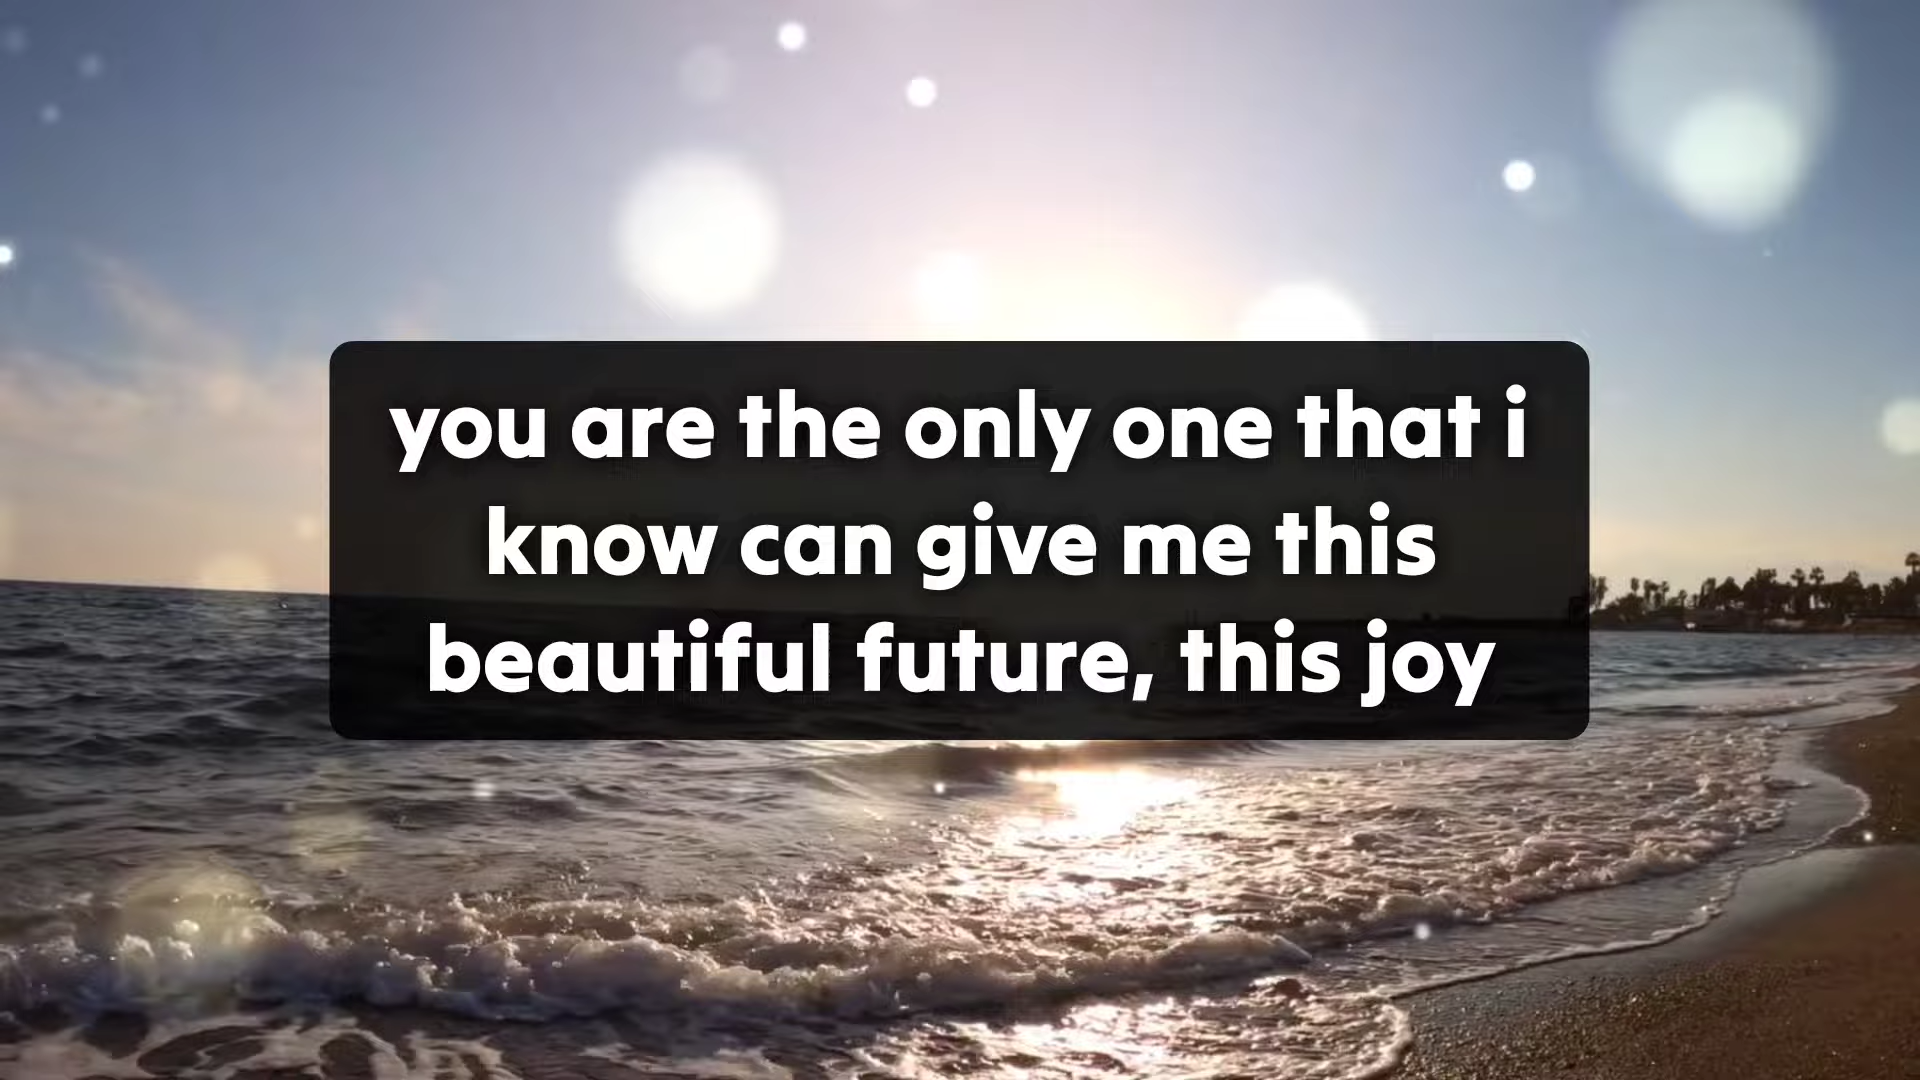 you are the only one that i
know can give me this
beautiful future, this joy